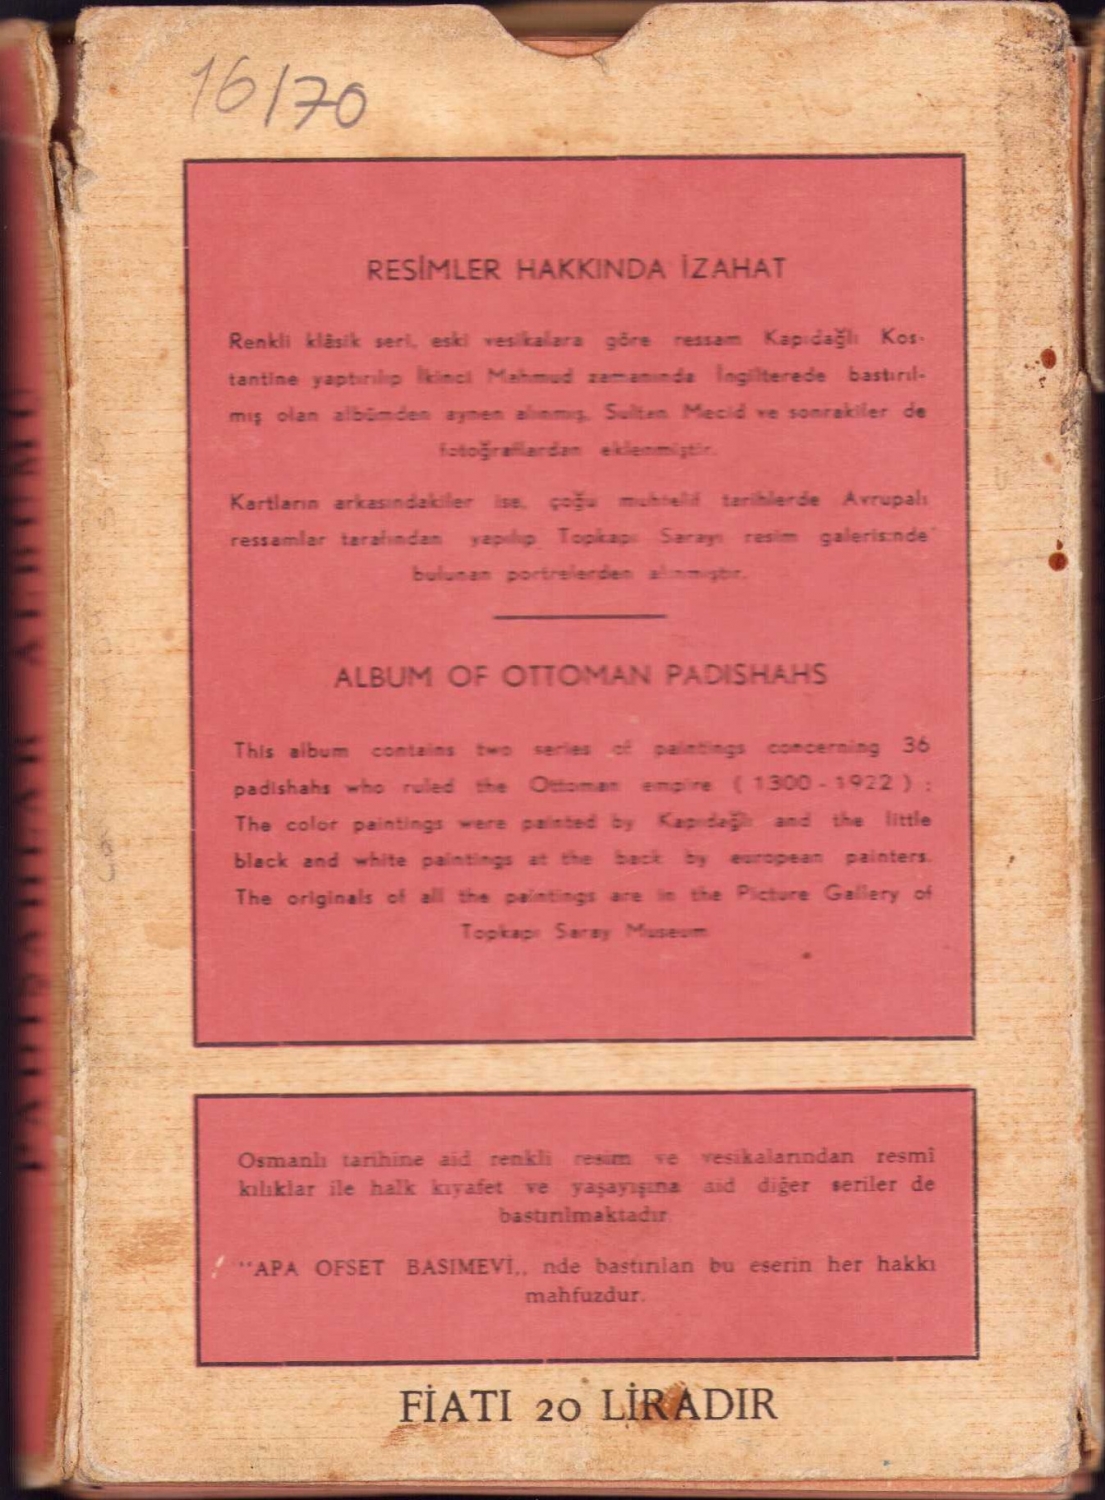 16/70
RESİMLER HAKKINDA İZAHAT
Renkli klâsik seri, eski vesikalara göre ressam Kapıdağlı Kos-
tantine yaptırılıp İkinci Mahmud zamanında İngilterede bastırıl-
mış olan albümden aynen alınmış, Sultan Mecid ve sonrakiler de
fotoğraflardan eklenmiştir.
Kartların arkasındakiler ise, çoğu muhtelif tarihlerde Avrupalı
ressamlar tarafından yapılıp Topkapı Sarayı resim galerisinde
bulunan portrelerden alınmıştır.
ALBUM OF OTTOMAN PADISHAHS
This album contains two series of paintings concerning 36
padishahs who ruled the Ottoman empire ( 1300 - 1922 ) :
The color paintings were painted by Kapıdağlı and the little
black and white paintings at the back by european painters.
The originals of all the paintings are in the Picture Gallery of
Topkapı Saray Museum
Osmanlı tarihine aid renkli resim ve vesikalarından resmî
kılıklar ile halk kıyafet ve yaşayışına aid diğer seriler de
bastırılmaktadır.
"APA OFSET BASIMEVİ,, nde bastırılan bu eserin her hakkı
mahfuzdur.
FİATI 20 LİRADIR
PADİŞAHLAR ALBÜMÜ